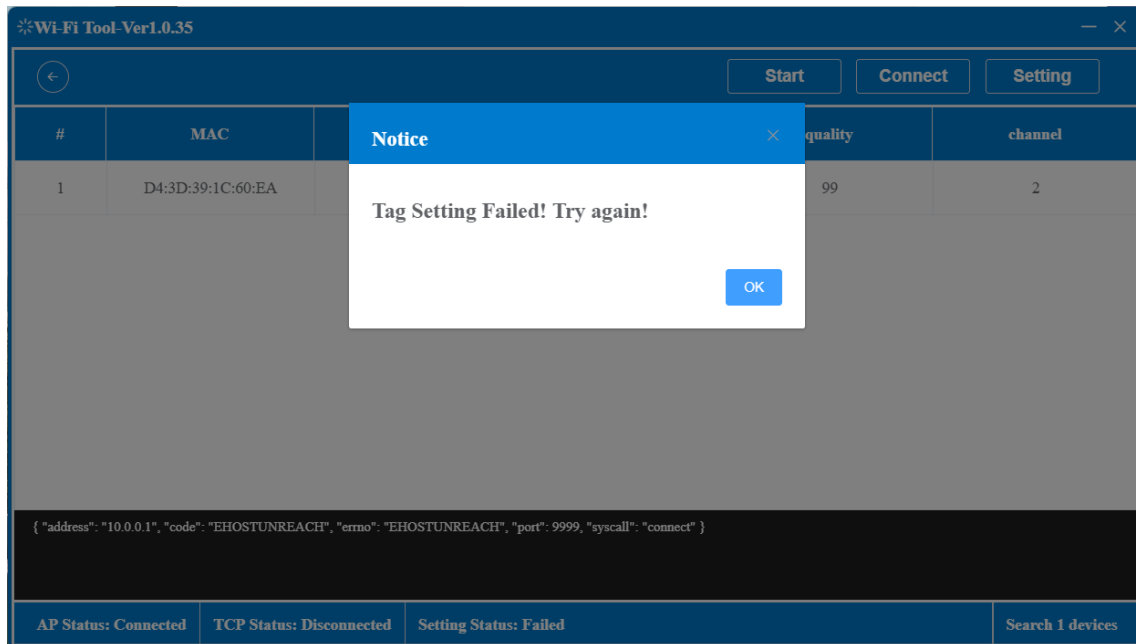 Wi-Fi Tool-Ver1.0.35
Start Connect Setting
# MAC quality channel
Notice
1 D4:3D:39:1C:60:EA 99 2
Tag Setting Failed! Try again!
OK
{ "address": "10.0.0.1", "code": "EHOSTUNREACH", "errno": "EHOSTUNREACH", "port": 9999, "syscall": "connect" }
AP Status: Connected TCP Status: Disconnected Setting Status: Failed Search 1 devices